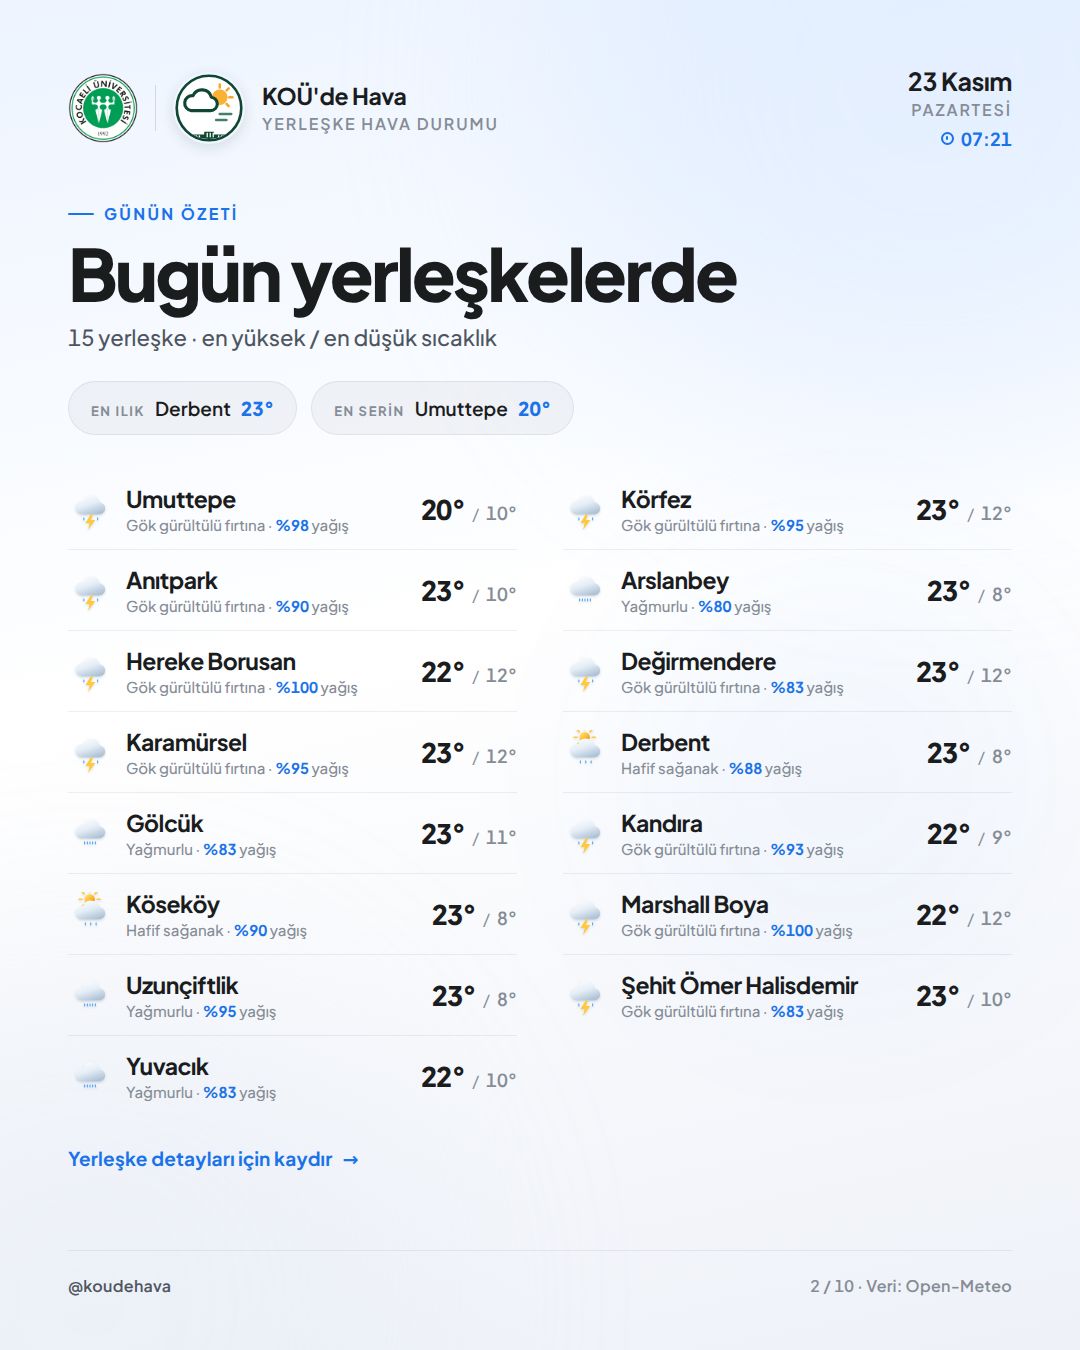 KOCAELİ ÜNİVERSİTESİ
1992
KOÜ'de Hava
YERLEŞKE HAVA DURUMU
23 Kasım
PAZARTESİ
07:21
GÜNÜN ÖZETİ
Bugün yerleşkelerde
15 yerleşke · en yüksek / en düşük sıcaklık
EN ILIK Derbent 23°
EN SERİN Umuttepe 20°
Umuttepe
Gök gürültülü fırtına · %98 yağış
20° / 10°
Anıtpark
Gök gürültülü fırtına · %90 yağış
23° / 10°
Hereke Borusan
Gök gürültülü fırtına · %100 yağış
22° / 12°
Karamürsel
Gök gürültülü fırtına · %95 yağış
23° / 12°
Gölcük
Yağmurlu · %83 yağış
23° / 11°
Köseköy
Hafif sağanak · %90 yağış
23° / 8°
Uzunçiftlik
Yağmurlu · %95 yağış
23° / 8°
Yuvacık
Yağmurlu · %83 yağış
22° / 10°
Körfez
Gök gürültülü fırtına · %95 yağış
23° / 12°
Arslanbey
Yağmurlu · %80 yağış
23° / 8°
Değirmendere
Gök gürültülü fırtına · %83 yağış
23° / 12°
Derbent
Hafif sağanak · %88 yağış
23° / 8°
Kandıra
Gök gürültülü fırtına · %93 yağış
22° / 9°
Marshall Boya
Gök gürültülü fırtına · %100 yağış
22° / 12°
Şehit Ömer Halisdemir
Gök gürültülü fırtına · %83 yağış
23° / 10°
Yerleşke detayları için kaydır →
@koudehava
2 / 10 · Veri: Open-Meteo